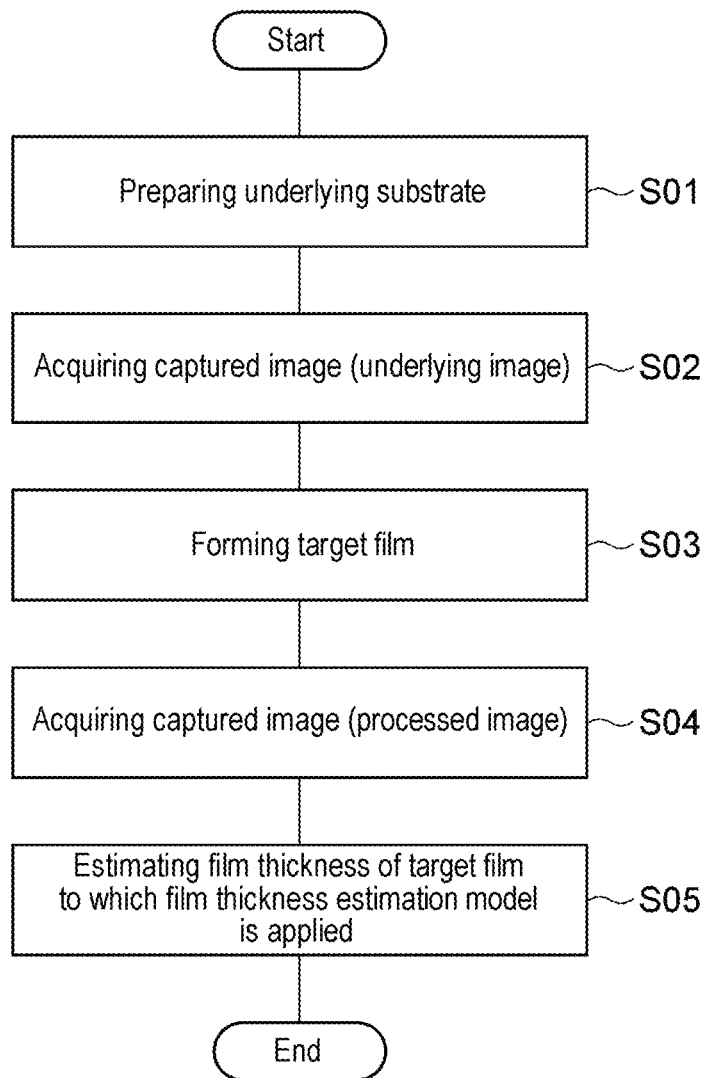 Start
Preparing underlying substrate
S01
Acquiring captured image (underlying image)
S02
Forming target film
S03
Acquiring captured image (processed image)
S04
Estimating film thickness of target film
to which film thickness estimation model
is applied
S05
End